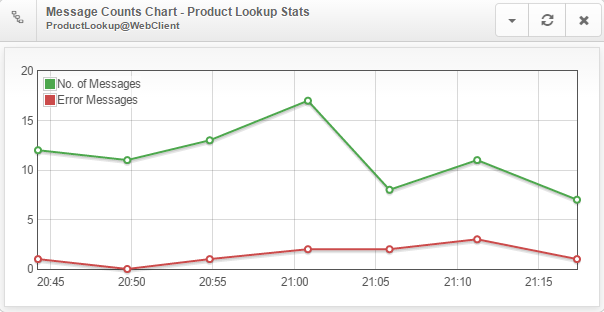 Message Counts Chart - Product Lookup Stats
ProductLookup@WebClient
20
No. of Messages
Error Messages
15
10
5
0
20:45 20:50 20:55 21:00 21:05 21:10 21:15